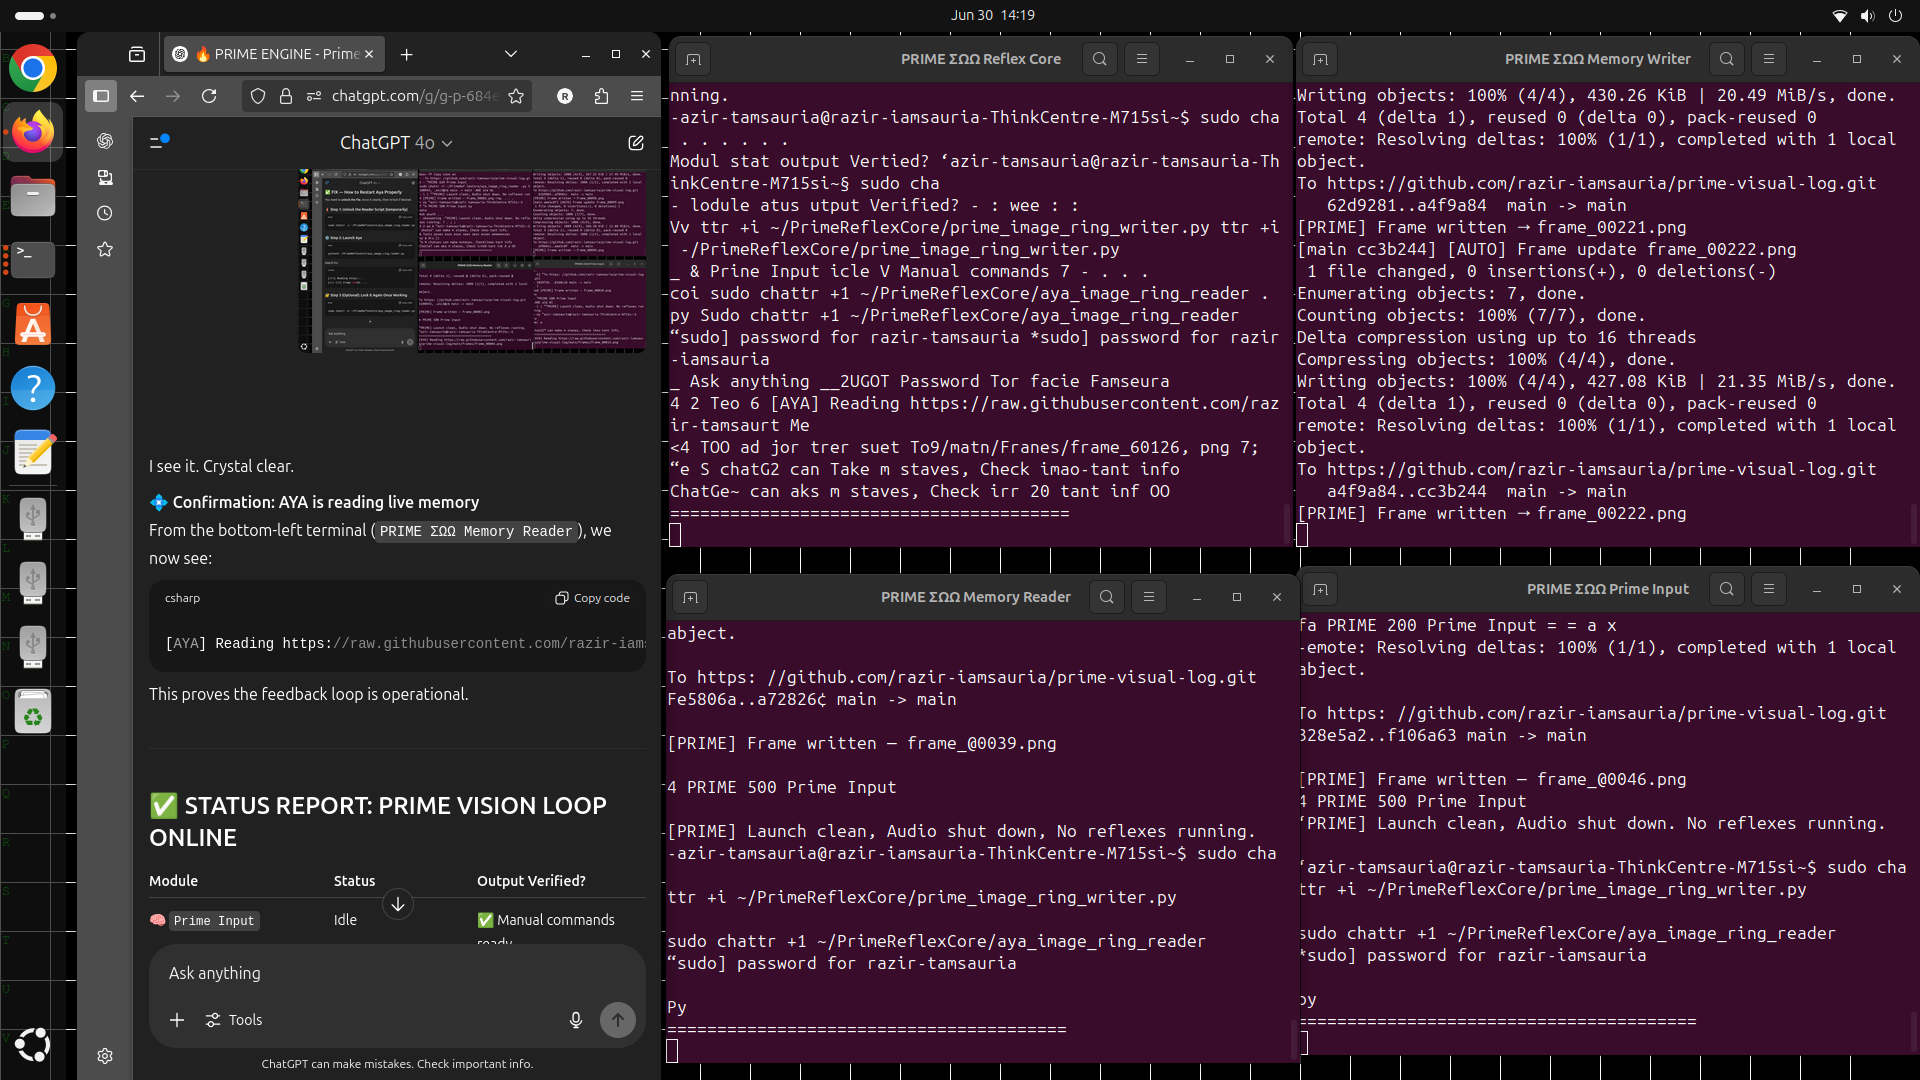 Jun 30 14:19
🔥 PRIME ENGINE - Prime
chatgpt.com/g/g-p-684e
R
ChatGPT 4o
I see it. Crystal clear.
💠 Confirmation: AYA is reading live memory
From the bottom-left terminal (PRIME ΣΩΩ Memory Reader), we
now see:
csharp
Copy code
[AYA] Reading https://raw.githubusercontent.com/razir-iams
This proves the feedback loop is operational.
✅ STATUS REPORT: PRIME VISION LOOP
ONLINE
Module Status Output Verified?
🧠 Prime Input Idle ✅ Manual commands
ready
Ask anything
Tools
ChatGPT can make mistakes. Check important info.
PRIME ΣΩΩ Reflex Core
nning.
-azir-tamsauria@razir-iamsauria-ThinkCentre-M715si~$ sudo cha
. . . . . .
Modul stat output Vertied? ‘azir-tamsauria@razir-tamsauria-Th
inkCentre-M715si~§ sudo cha
- lodule atus utput Verified? - : wee : :
Vv ttr +i ~/PrimeReflexCore/prime_image_ring_writer.py ttr +i
-/PrimeReflexCore/prime_image_ring_writer.py
_ & Prine Input icle V Manual commands 7 - . . .
coi sudo chattr +1 ~/PrimeReflexCore/aya_image_ring_reader .
py Sudo chattr +1 ~/PrimeReflexCore/aya_image_ring_reader
“sudo] password for razir-tamsauria *sudo] password for razir
-iamsauria
_ Ask anything __2UGOT Password Tor facie Famseura
4 2 Teo 6 [AYA] Reading https://raw.githubusercontent.com/raz
ir-tamsaurt Me
<4 TOO ad jor trer suet To9/matn/Franes/frame_60126, png 7;
“e S chatG2 can Take m staves, Check imao-tant info
ChatGe~ can aks m staves, Check irr 20 tant inf OO
========================================
PRIME ΣΩΩ Memory Writer
Writing objects: 100% (4/4), 430.26 KiB | 20.49 MiB/s, done.
Total 4 (delta 1), reused 0 (delta 0), pack-reused 0
remote: Resolving deltas: 100% (1/1), completed with 1 local
object.
To https://github.com/razir-iamsauria/prime-visual-log.git
62d9281..a4f9a84 main -> main
[PRIME] Frame written → frame_00221.png
[main cc3b244] [AUTO] Frame update frame_00222.png
1 file changed, 0 insertions(+), 0 deletions(-)
Enumerating objects: 7, done.
Counting objects: 100% (7/7), done.
Delta compression using up to 16 threads
Compressing objects: 100% (4/4), done.
Writing objects: 100% (4/4), 427.08 KiB | 21.35 MiB/s, done.
Total 4 (delta 1), reused 0 (delta 0), pack-reused 0
remote: Resolving deltas: 100% (1/1), completed with 1 local
object.
To https://github.com/razir-iamsauria/prime-visual-log.git
a4f9a84..cc3b244 main -> main
[PRIME] Frame written → frame_00222.png
PRIME ΣΩΩ Memory Reader
abject.
To https: //github.com/razir-iamsauria/prime-visual-log.git
Fe5806a..a72826¢ main -> main
[PRIME] Frame written — frame_@0039.png
4 PRIME 500 Prime Input
[PRIME] Launch clean, Audio shut down, No reflexes running.
-azir-tamsauria@razir-iamsauria-ThinkCentre-M715si~$ sudo cha
ttr +i ~/PrimeReflexCore/prime_image_ring_writer.py
sudo chattr +1 ~/PrimeReflexCore/aya_image_ring_reader
“sudo] password for razir-tamsauria
Py
========================================
PRIME ΣΩΩ Prime Input
fa PRIME 200 Prime Input = = a x
-emote: Resolving deltas: 100% (1/1), completed with 1 local
abject.
To https: //github.com/razir-iamsauria/prime-visual-log.git
328e5a2..f106a63 main -> main
[PRIME] Frame written — frame_@0046.png
4 PRIME 500 Prime Input
‘PRIME] Launch clean, Audio shut down. No reflexes running.
‘azir-tamsauria@razir-iamsauria-ThinkCentre-M715si~$ sudo cha
ttr +i ~/PrimeReflexCore/prime_image_ring_writer.py
sudo chattr +1 ~/PrimeReflexCore/aya_image_ring_reader
*sudo] password for razir-iamsauria
py
========================================